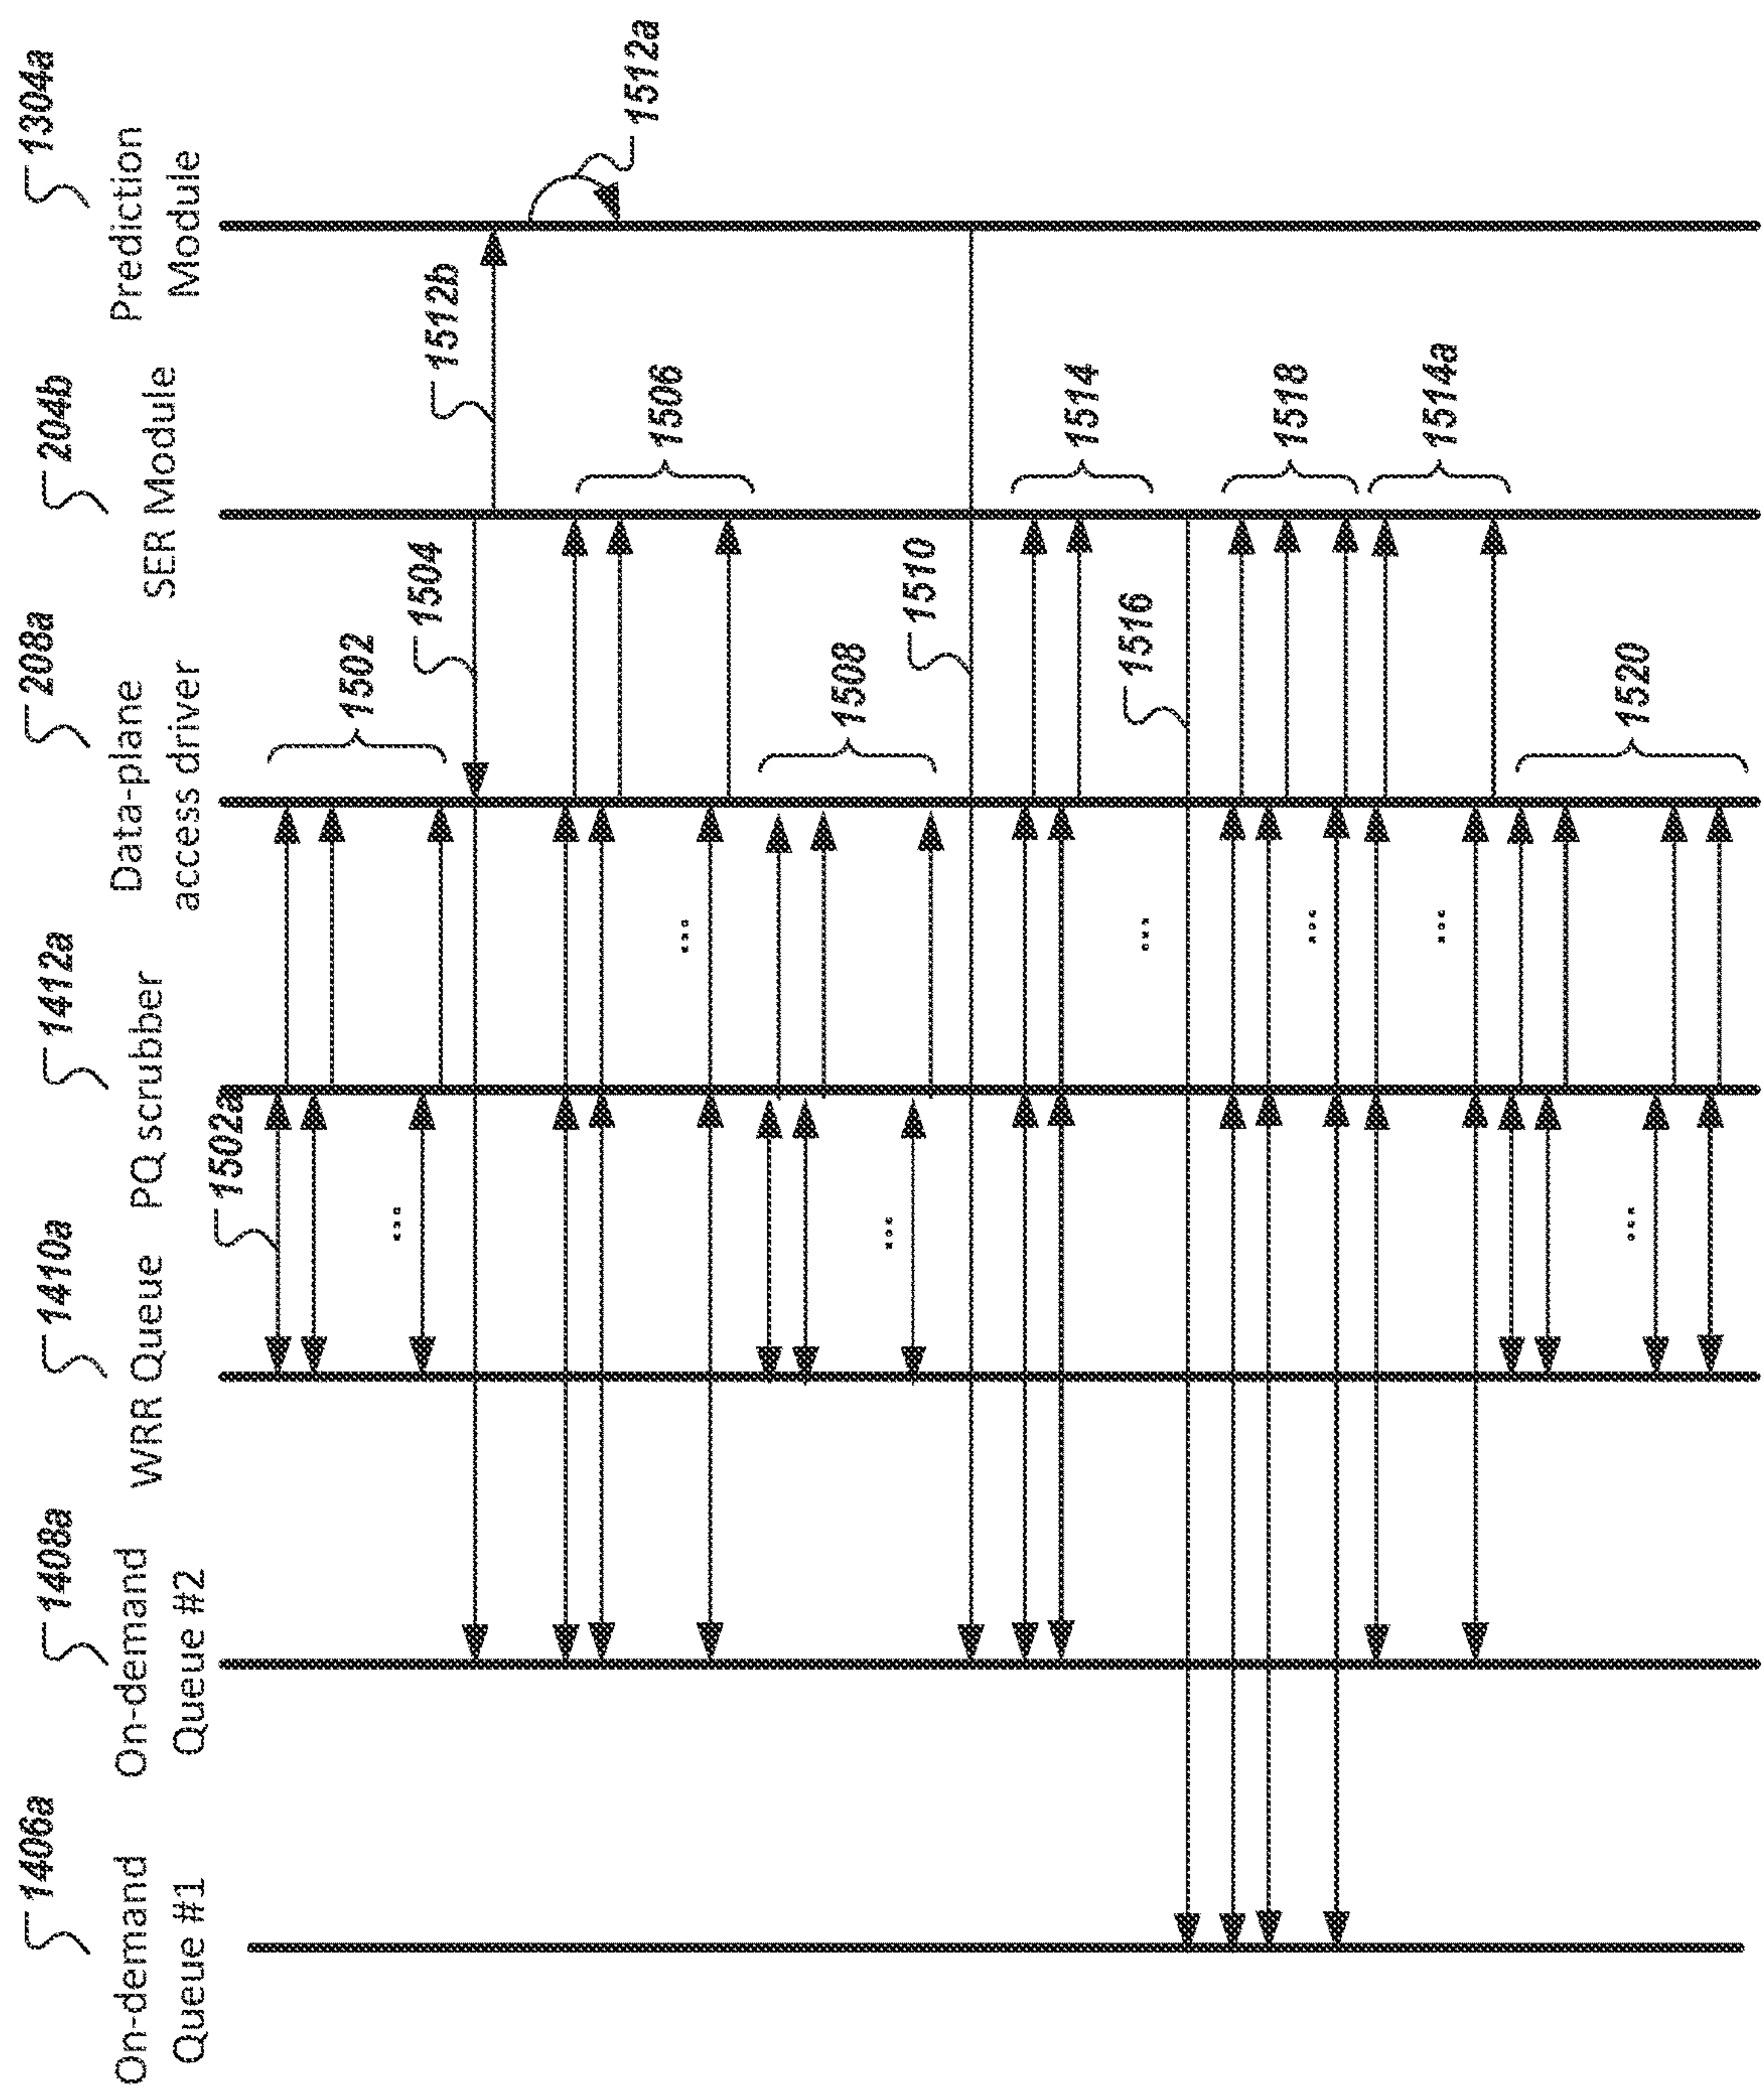 1406a
On-demand
Queue #1
1408a
On-demand
Queue #2
1410a
WRR Queue
1412a
PQ scrubber
208a
Data-plane
access driver
204b
SER Module
1304a
Prediction
Module
1502a
1502
1504
1512b
1512a
1506
1508
1510
1514
1516
1518
1514a
1520